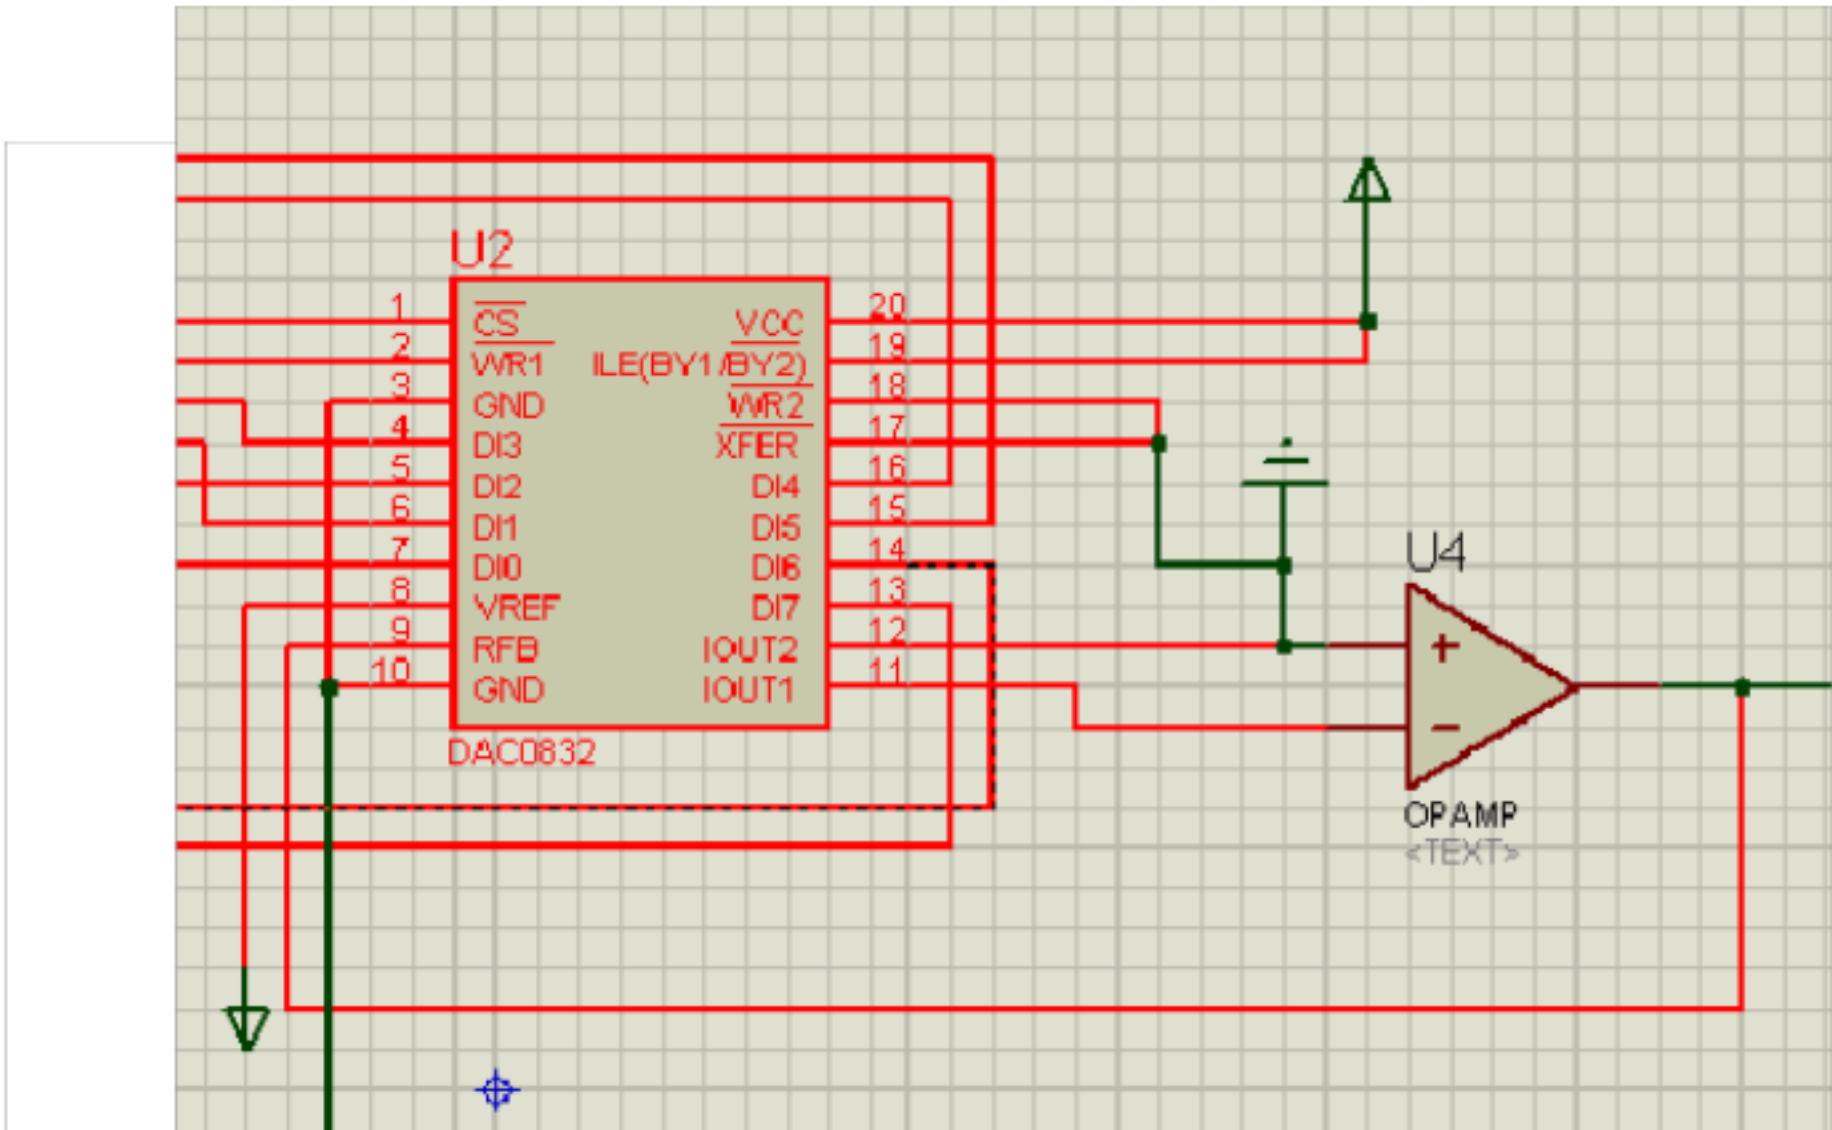 U2
1 CS VCC 20
2 WR1 ILE(BY1/BY2) 19
3 GND WR2 18
4 DI3 XFER 17
5 DI2 DI4 16
6 DI1 DI5 15
7 DI0 DI6 14
8 VREF DI7 13
9 RFB IOUT2 12
10 GND IOUT1 11
DAC0832
U4
+
−
OPAMP
<TEXT>